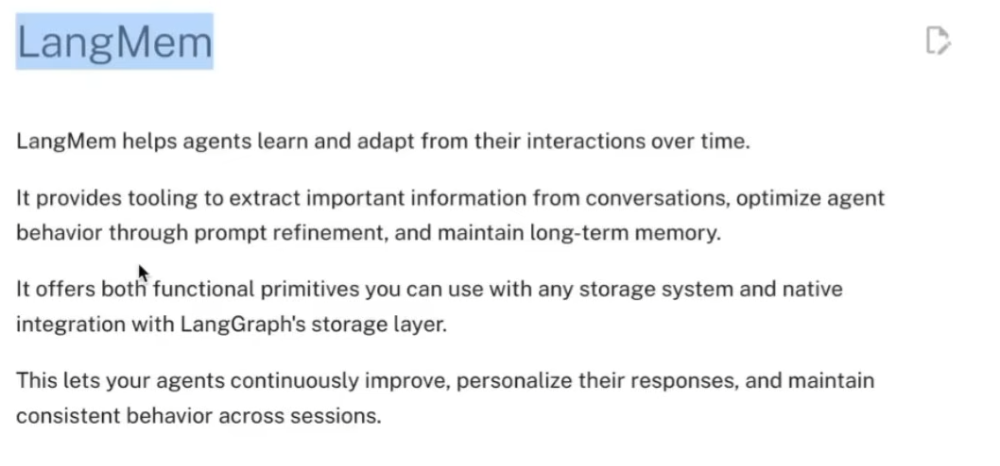 LangMem
LangMem helps agents learn and adapt from their interactions over time.
It provides tooling to extract important information from conversations, optimize agent
behavior through prompt refinement, and maintain long-term memory.
It offers both functional primitives you can use with any storage system and native
integration with LangGraph's storage layer.
This lets your agents continuously improve, personalize their responses, and maintain
consistent behavior across sessions.